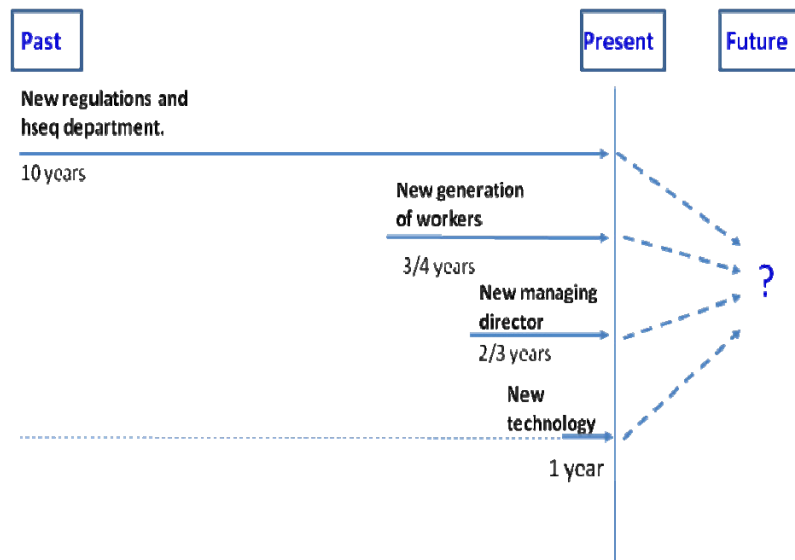 Past
Present
Future
New regulations and
hseq department.
10 years
New generation
of workers
3/4 years
?
New managing
director
2/3 years
New
technology
1 year